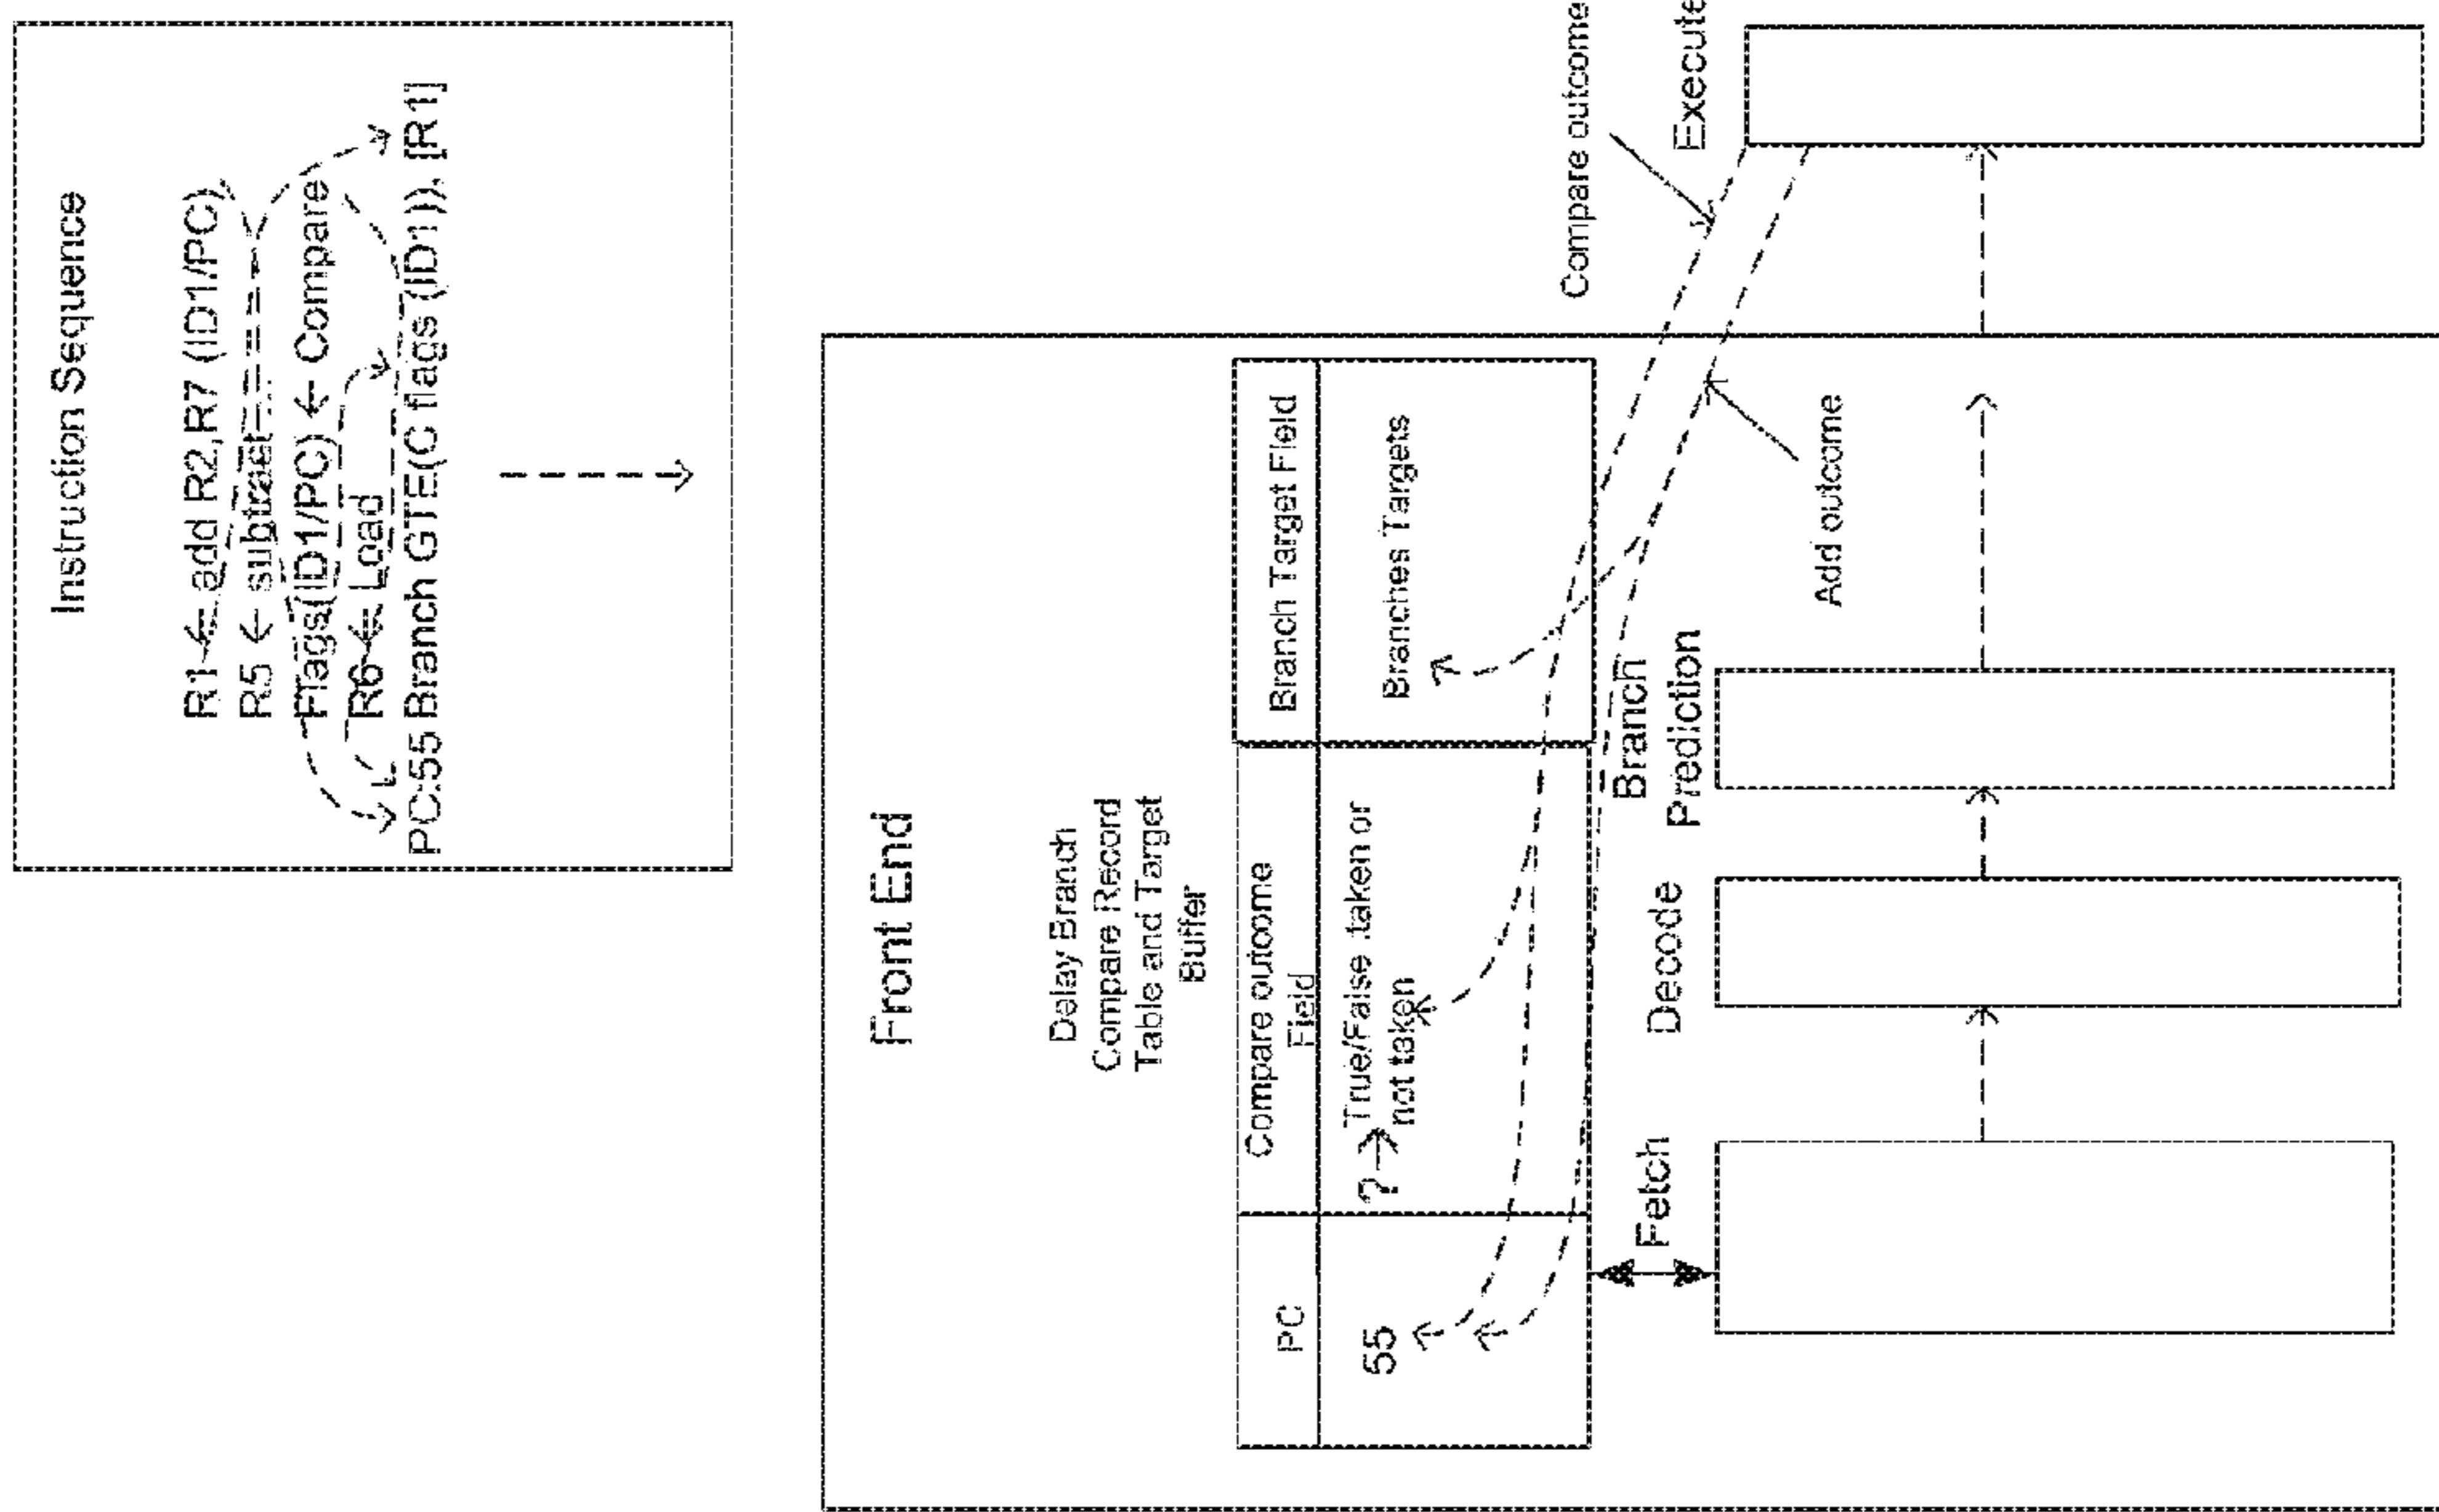 Instruction Sequence
R1 ← add R2,R7 (ID1/PC)
R5 ← subtract
Flags(ID1/PC) ← Compare
R6 ← Load
PC:55 Branch GTE(C flags (ID1)), [R1]
Front End
Delay Branch
Compare Record
Table and Target
Buffer
PC
Compare outcome
Field
Branch Target Field
55
? → True/False :taken or
not taken
Branches Targets
Compare outcome
Add outcome
Fetch
Decode
Branch
Prediction
Execute